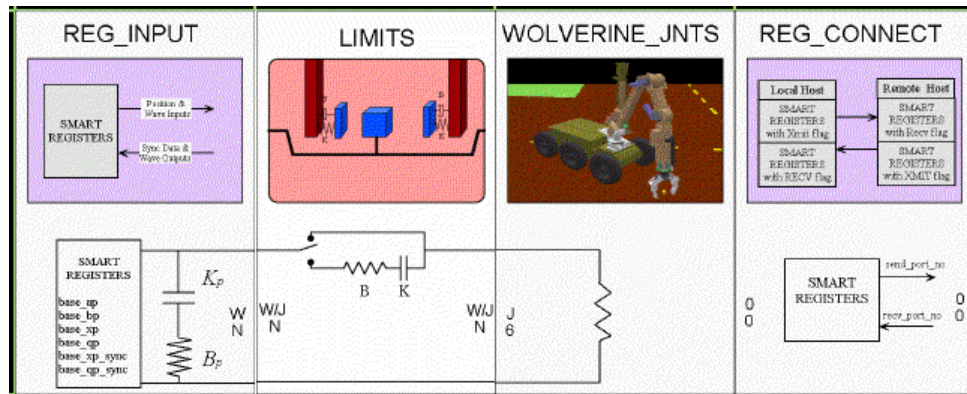 REG_INPUT
LIMITS
WOLVERINE_JNTS
REG_CONNECT
SMART
REGISTERS
Position &
Wave Inputs
Sync Data &
Wave Outputs
B
K
B
K
Local Host
SMART
REGISTERS
with Xmit flag
SMART
REGISTERS
with RECV flag
Remote Host
SMART
REGISTERS
with Recv flag
SMART
REGISTERS
with XMIT flag
SMART
REGISTERS
base_ap
base_bp
base_xp
base_qp
base_xp_sync
base_qp_sync
Kp
Bp
W
N
W/J
N
B
K
W/J
N
J
6
0
0
SMART
REGISTERS
send_port_no
recv_port_no
0
0